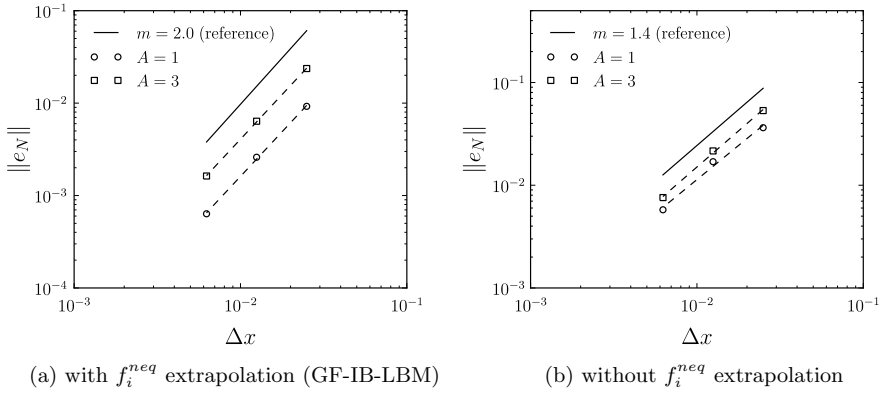 10⁻¹
10⁻²
10⁻³
10⁻⁴
‖e_N‖
m = 2.0 (reference)
A = 1
A = 3
10⁻³
10⁻²
10⁻¹
Δx
(a) with f_i^{neq} extrapolation (GF-IB-LBM)
10⁰
10⁻¹
10⁻²
10⁻³
‖e_N‖
m = 1.4 (reference)
A = 1
A = 3
10⁻³
10⁻²
10⁻¹
Δx
(b) without f_i^{neq} extrapolation